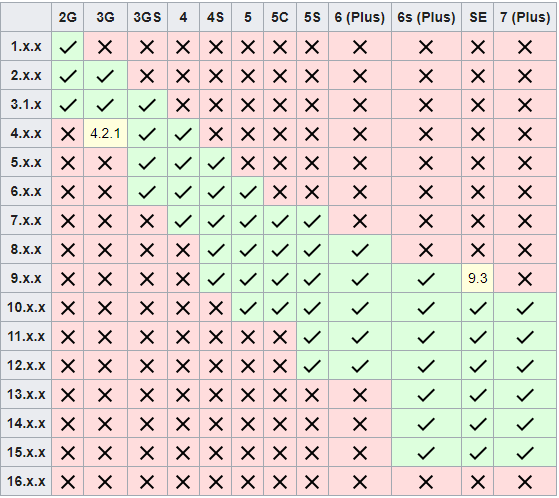 2G 3G 3GS 4 4S 5 5C 5S 6 (Plus) 6s (Plus) SE 7 (Plus)
1.x.x ✓ ✕ ✕ ✕ ✕ ✕ ✕ ✕ ✕ ✕ ✕ ✕
2.x.x ✓ ✓ ✕ ✕ ✕ ✕ ✕ ✕ ✕ ✕ ✕ ✕
3.1.x ✓ ✓ ✓ ✕ ✕ ✕ ✕ ✕ ✕ ✕ ✕ ✕
4.x.x ✕ 4.2.1 ✓ ✓ ✕ ✕ ✕ ✕ ✕ ✕ ✕ ✕
5.x.x ✕ ✕ ✓ ✓ ✓ ✕ ✕ ✕ ✕ ✕ ✕ ✕
6.x.x ✕ ✕ ✓ ✓ ✓ ✓ ✕ ✕ ✕ ✕ ✕ ✕
7.x.x ✕ ✕ ✕ ✓ ✓ ✓ ✓ ✓ ✕ ✕ ✕ ✕
8.x.x ✕ ✕ ✕ ✕ ✓ ✓ ✓ ✓ ✓ ✕ ✕ ✕
9.x.x ✕ ✕ ✕ ✕ ✓ ✓ ✓ ✓ ✓ ✓ 9.3 ✕
10.x.x ✕ ✕ ✕ ✕ ✕ ✓ ✓ ✓ ✓ ✓ ✓ ✓
11.x.x ✕ ✕ ✕ ✕ ✕ ✕ ✕ ✓ ✓ ✓ ✓ ✓
12.x.x ✕ ✕ ✕ ✕ ✕ ✕ ✕ ✓ ✓ ✓ ✓ ✓
13.x.x ✕ ✕ ✕ ✕ ✕ ✕ ✕ ✕ ✕ ✓ ✓ ✓
14.x.x ✕ ✕ ✕ ✕ ✕ ✕ ✕ ✕ ✕ ✓ ✓ ✓
15.x.x ✕ ✕ ✕ ✕ ✕ ✕ ✕ ✕ ✕ ✓ ✓ ✓
16.x.x ✕ ✕ ✕ ✕ ✕ ✕ ✕ ✕ ✕ ✕ ✕ ✕